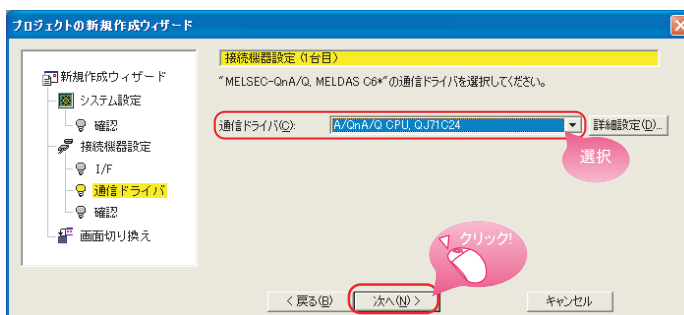 プロジェクトの新規作成ウィザード
接続機器設定 (1台目)
新規作成ウィザード
"MELSEC-QnA/Q, MELDAS C6*"の通信ドライバを選択してください。
システム設定
確認
通信ドライバ(C):
A/QnA/Q CPU, QJ71C24
詳細設定(D)...
接続機器設定
選択
I/F
通信ドライバ
確認
画面切り換え
クリック!
< 戻る(B)
次へ(N) >
キャンセル